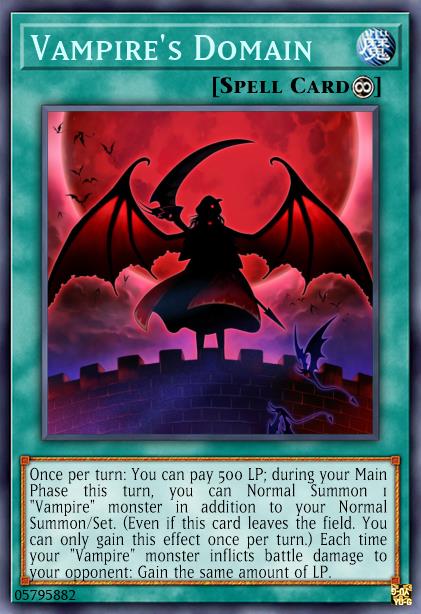 Vampire's Domain
[Spell Card]
Once per turn: You can pay 500 LP; during your Main
Phase this turn, you can Normal Summon 1
"Vampire" monster in addition to your Normal
Summon/Set. (Even if this card leaves the field. You
can only gain this effect once per turn.) Each time
your "Vampire" monster inflicts battle damage to
your opponent: Gain the same amount of LP.
05795882